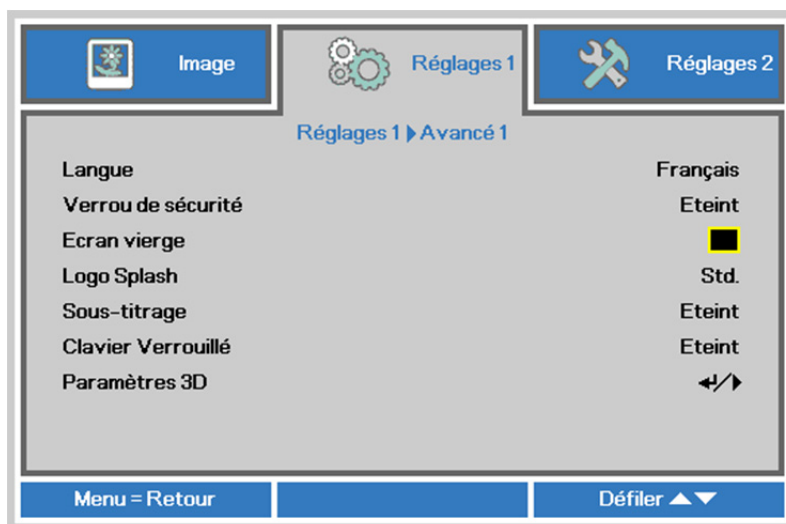 Image
Réglages 1
Réglages 2
Réglages 1 Avancé 1
Langue Français
Verrou de sécurité Eteint
Ecran vierge
Logo Splash Std.
Sous-titrage Eteint
Clavier Verrouillé Eteint
Paramètres 3D
Menu = Retour
Défiler